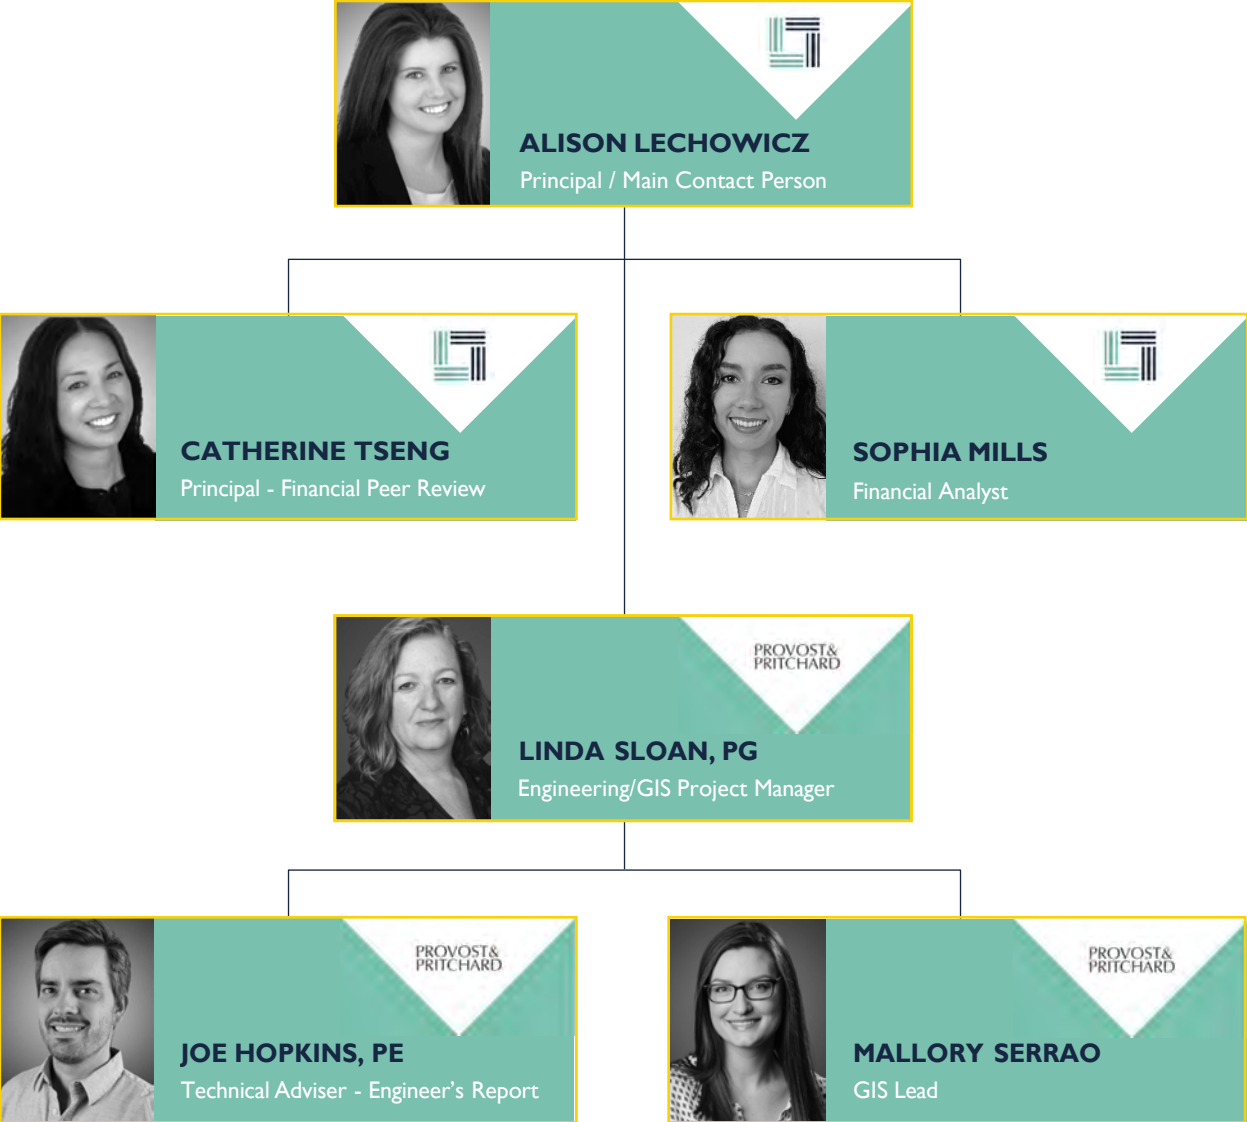 ALISON LECHOWICZ
Principal / Main Contact Person
CATHERINE TSENG
Principal - Financial Peer Review
SOPHIA MILLS
Financial Analyst
PROVOST&
PRITCHARD
LINDA SLOAN, PG
Engineering/GIS Project Manager
PROVOST&
PRITCHARD
JOE HOPKINS, PE
Technical Adviser - Engineer’s Report
PROVOST&
PRITCHARD
MALLORY SERRAO
GIS Lead